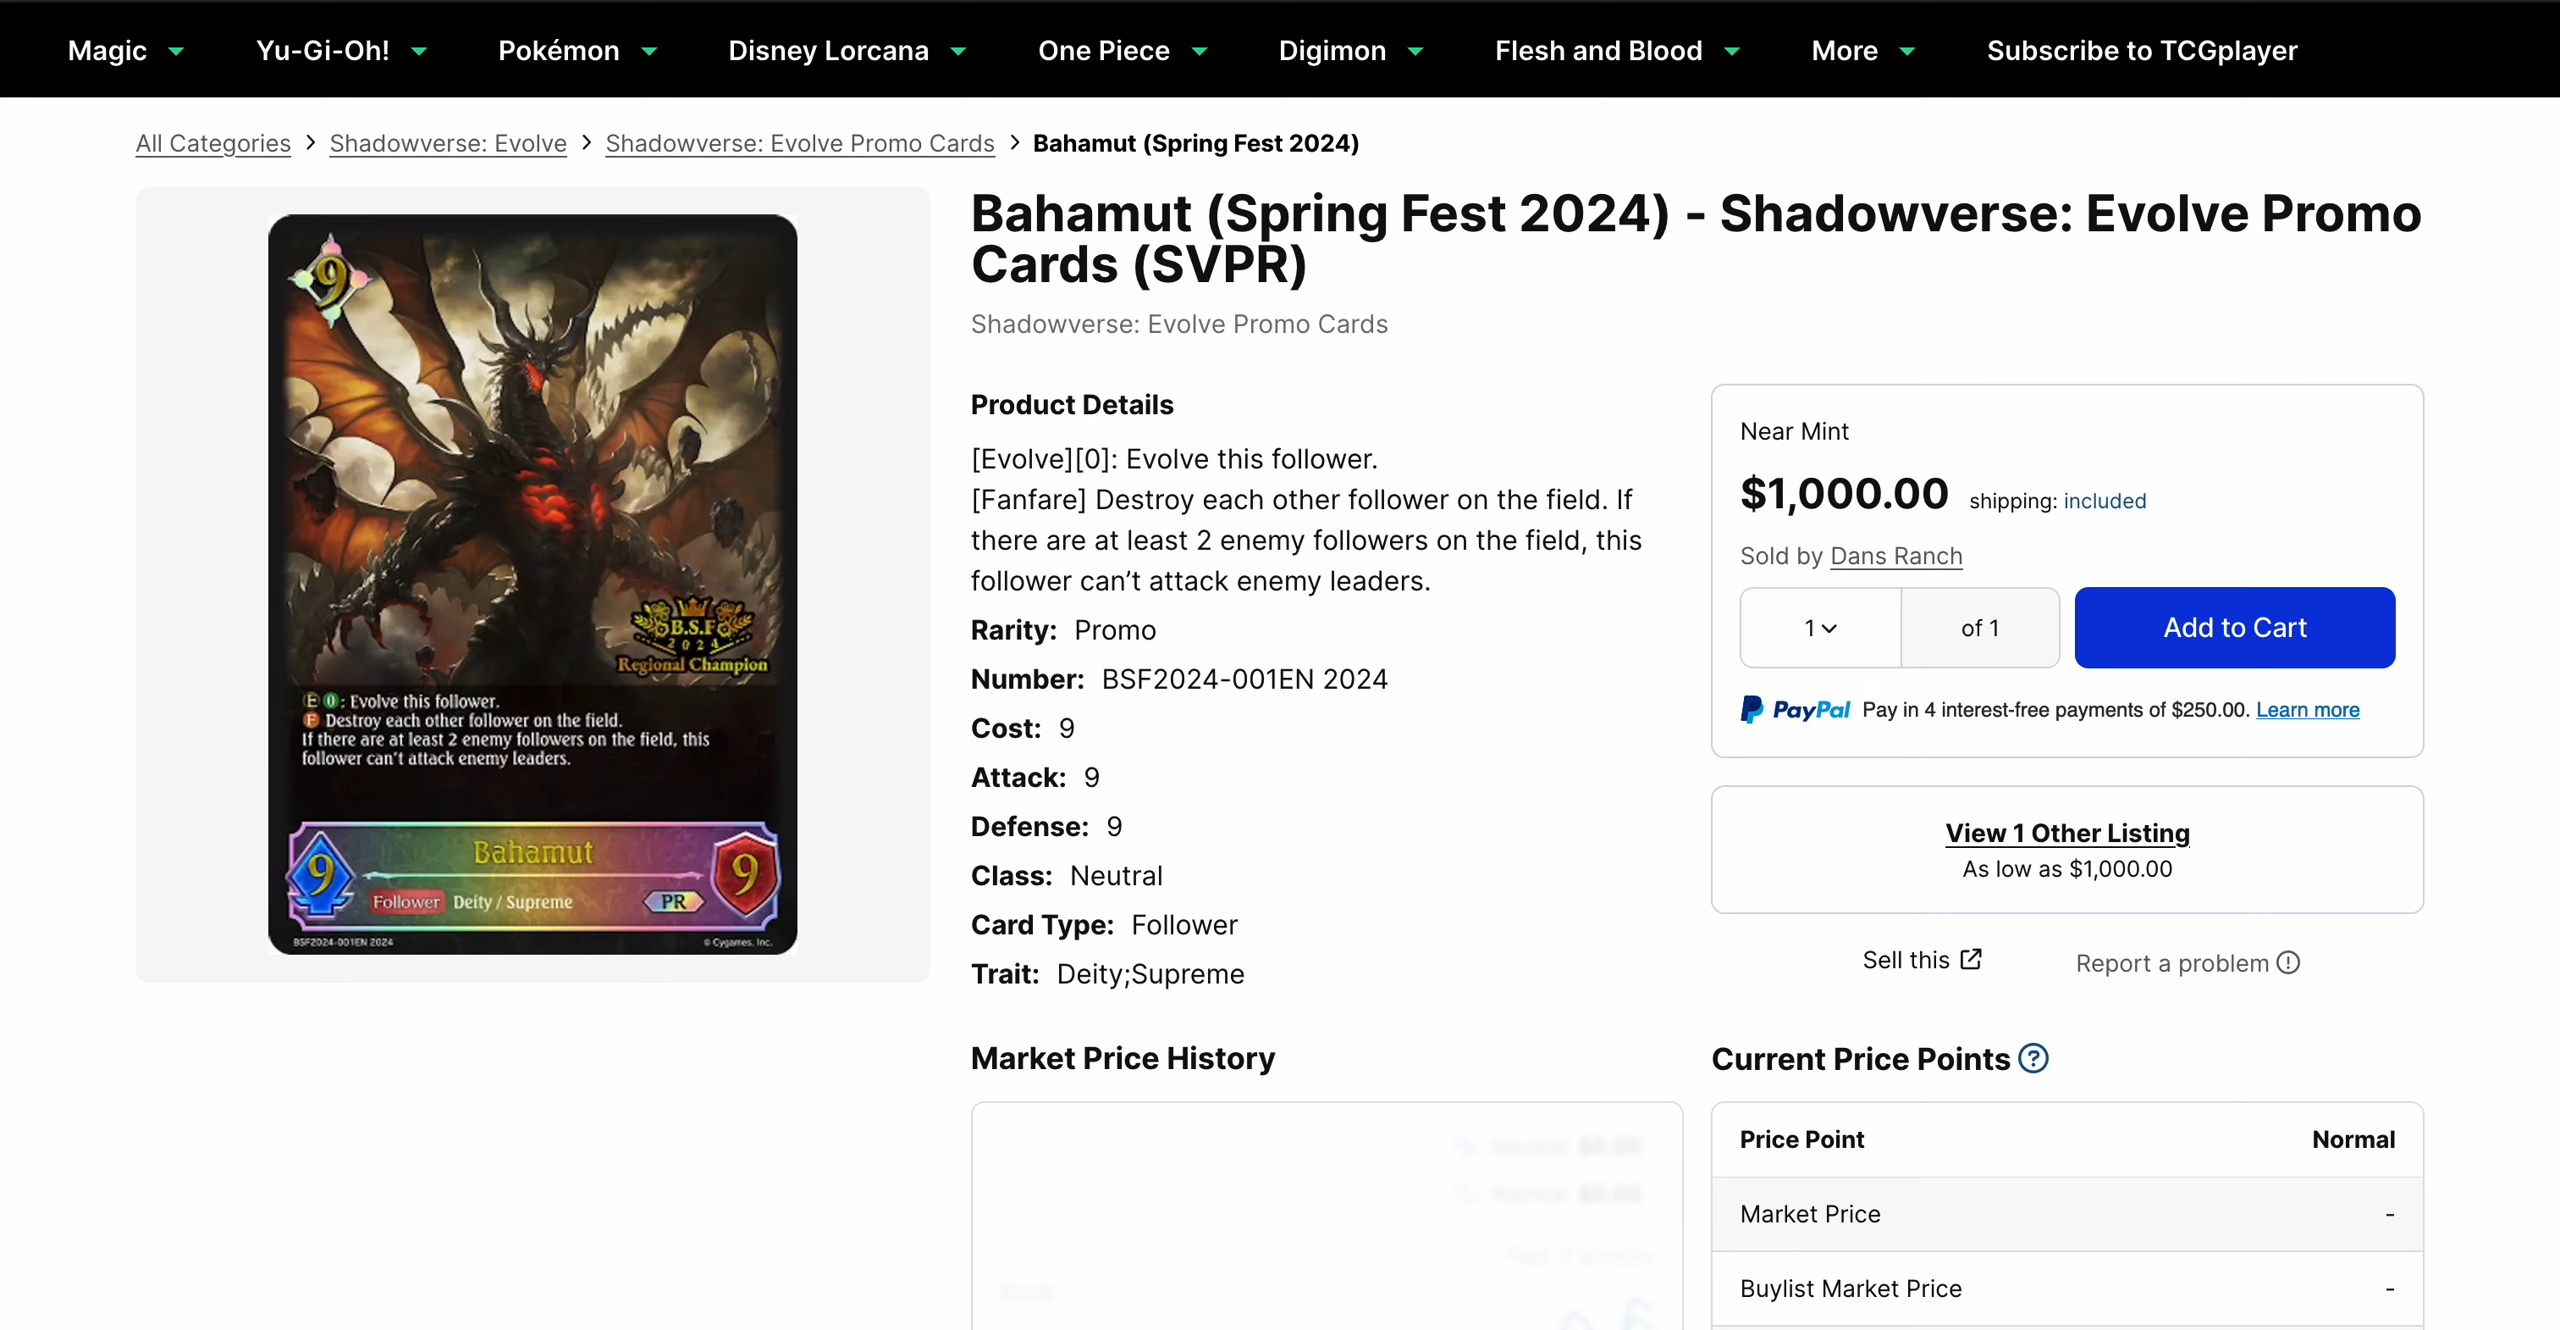 Magic
Yu-Gi-Oh!
Pokémon
Disney Lorcana
One Piece
Digimon
Flesh and Blood
More
Subscribe to TCGplayer
All Categories > Shadowverse: Evolve > Shadowverse: Evolve Promo Cards > Bahamut (Spring Fest 2024)
9
B.S.F
2024
Regional Champion
E 0 : Evolve this follower.
F Destroy each other follower on the field.
If there are at least 2 enemy followers on the field, this
follower can't attack enemy leaders.
9
Bahamut
9
Follower Deity / Supreme
PR
BSF2024-001EN 2024
© Cygames, Inc.
Bahamut (Spring Fest 2024) - Shadowverse: Evolve Promo
Cards (SVPR)
Shadowverse: Evolve Promo Cards
Product Details
[Evolve][0]: Evolve this follower.
[Fanfare] Destroy each other follower on the field. If
there are at least 2 enemy followers on the field, this
follower can’t attack enemy leaders.
Rarity: Promo
Number: BSF2024-001EN 2024
Cost: 9
Attack: 9
Defense: 9
Class: Neutral
Card Type: Follower
Trait: Deity;Supreme
Near Mint
$1,000.00 shipping: included
Sold by Dans Ranch
1 of 1
Add to Cart
PayPal Pay in 4 interest-free payments of $250.00. Learn more
View 1 Other Listing
As low as $1,000.00
Sell this
Report a problem
Market Price History
Current Price Points ?
Price Point Normal
Market Price -
Buylist Market Price -